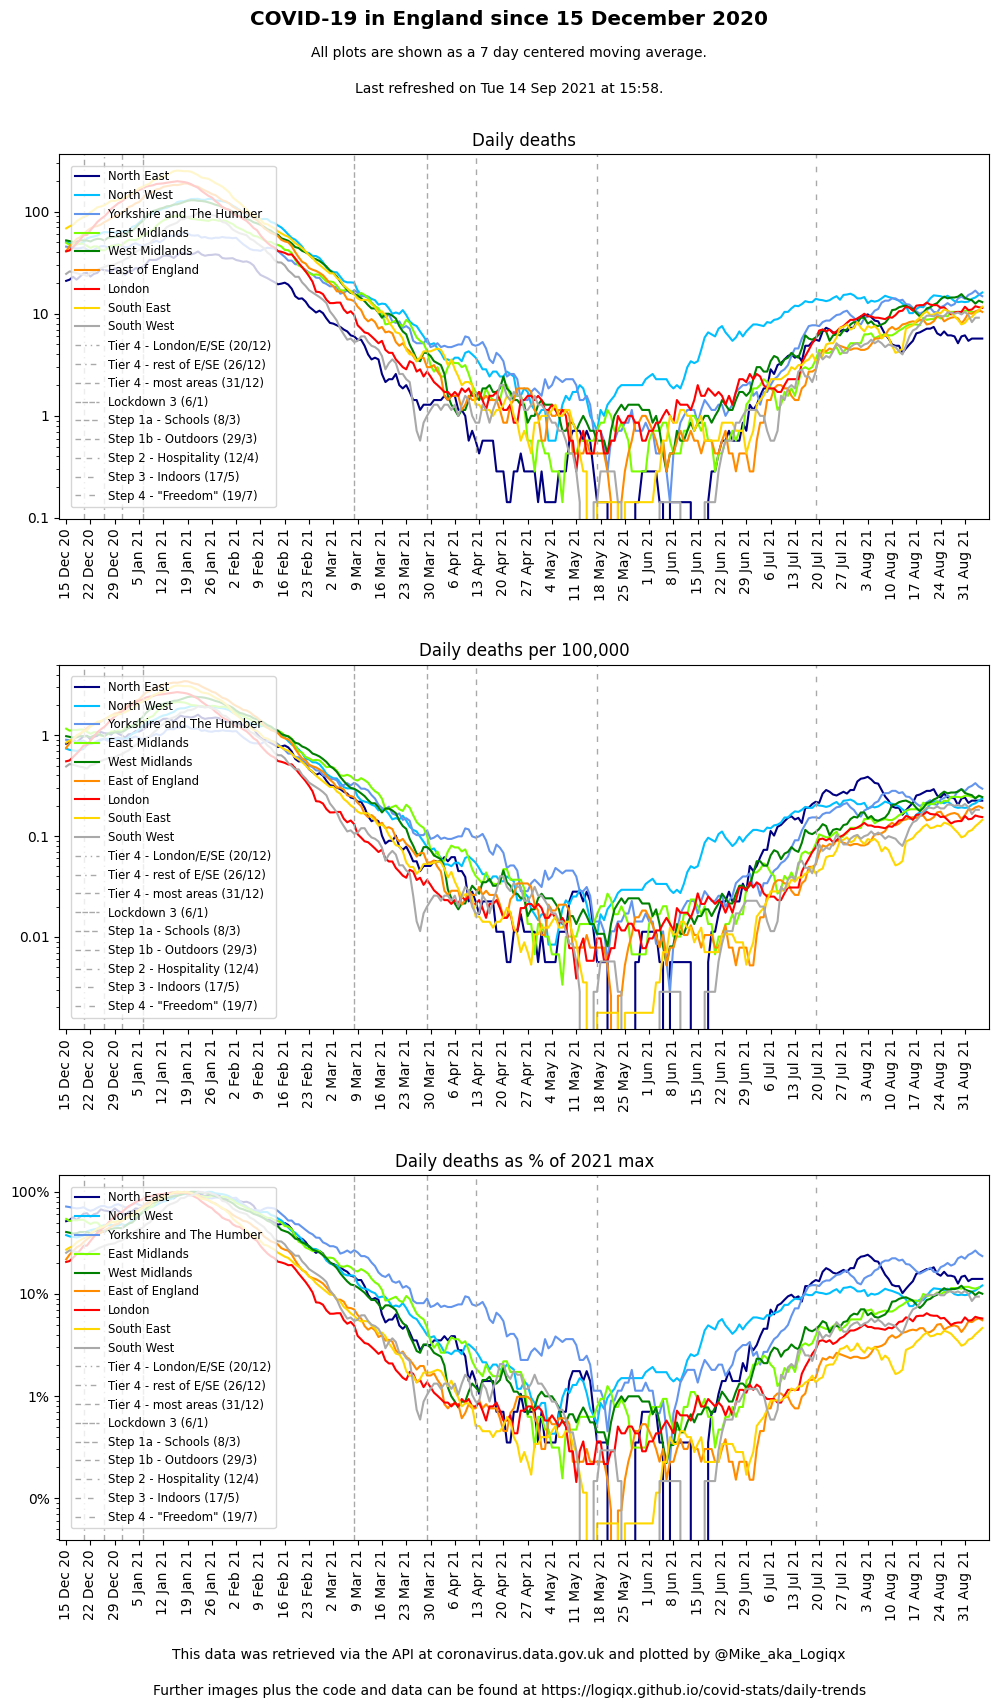 COVID-19 in England since 15 December 2020
All plots are shown as a 7 day centered moving average.
Last refreshed on Tue 14 Sep 2021 at 15:58.
Daily deaths
North East
North West
Yorkshire and The Humber
East Midlands
West Midlands
East of England
London
South East
South West
Tier 4 - London/E/SE (20/12)
Tier 4 - rest of E/SE (26/12)
Tier 4 - most areas (31/12)
Lockdown 3 (6/1)
Step 1a - Schools (8/3)
Step 1b - Outdoors (29/3)
Step 2 - Hospitality (12/4)
Step 3 - Indoors (17/5)
Step 4 - "Freedom" (19/7)
100
10
1
0.1
15 Dec 20
22 Dec 20
29 Dec 20
5 Jan 21
12 Jan 21
19 Jan 21
26 Jan 21
2 Feb 21
9 Feb 21
16 Feb 21
23 Feb 21
2 Mar 21
9 Mar 21
16 Mar 21
23 Mar 21
30 Mar 21
6 Apr 21
13 Apr 21
20 Apr 21
27 Apr 21
4 May 21
11 May 21
18 May 21
25 May 21
1 Jun 21
8 Jun 21
15 Jun 21
22 Jun 21
29 Jun 21
6 Jul 21
13 Jul 21
20 Jul 21
27 Jul 21
3 Aug 21
10 Aug 21
17 Aug 21
24 Aug 21
31 Aug 21
Daily deaths per 100,000
North East
North West
Yorkshire and The Humber
East Midlands
West Midlands
East of England
London
South East
South West
Tier 4 - London/E/SE (20/12)
Tier 4 - rest of E/SE (26/12)
Tier 4 - most areas (31/12)
Lockdown 3 (6/1)
Step 1a - Schools (8/3)
Step 1b - Outdoors (29/3)
Step 2 - Hospitality (12/4)
Step 3 - Indoors (17/5)
Step 4 - "Freedom" (19/7)
1
0.1
0.01
15 Dec 20
22 Dec 20
29 Dec 20
5 Jan 21
12 Jan 21
19 Jan 21
26 Jan 21
2 Feb 21
9 Feb 21
16 Feb 21
23 Feb 21
2 Mar 21
9 Mar 21
16 Mar 21
23 Mar 21
30 Mar 21
6 Apr 21
13 Apr 21
20 Apr 21
27 Apr 21
4 May 21
11 May 21
18 May 21
25 May 21
1 Jun 21
8 Jun 21
15 Jun 21
22 Jun 21
29 Jun 21
6 Jul 21
13 Jul 21
20 Jul 21
27 Jul 21
3 Aug 21
10 Aug 21
17 Aug 21
24 Aug 21
31 Aug 21
Daily deaths as % of 2021 max
North East
North West
Yorkshire and The Humber
East Midlands
West Midlands
East of England
London
South East
South West
Tier 4 - London/E/SE (20/12)
Tier 4 - rest of E/SE (26/12)
Tier 4 - most areas (31/12)
Lockdown 3 (6/1)
Step 1a - Schools (8/3)
Step 1b - Outdoors (29/3)
Step 2 - Hospitality (12/4)
Step 3 - Indoors (17/5)
Step 4 - "Freedom" (19/7)
100%
10%
1%
0%
15 Dec 20
22 Dec 20
29 Dec 20
5 Jan 21
12 Jan 21
19 Jan 21
26 Jan 21
2 Feb 21
9 Feb 21
16 Feb 21
23 Feb 21
2 Mar 21
9 Mar 21
16 Mar 21
23 Mar 21
30 Mar 21
6 Apr 21
13 Apr 21
20 Apr 21
27 Apr 21
4 May 21
11 May 21
18 May 21
25 May 21
1 Jun 21
8 Jun 21
15 Jun 21
22 Jun 21
29 Jun 21
6 Jul 21
13 Jul 21
20 Jul 21
27 Jul 21
3 Aug 21
10 Aug 21
17 Aug 21
24 Aug 21
31 Aug 21
This data was retrieved via the API at coronavirus.data.gov.uk and plotted by @Mike_aka_Logiqx
Further images plus the code and data can be found at https://logiqx.github.io/covid-stats/daily-trends